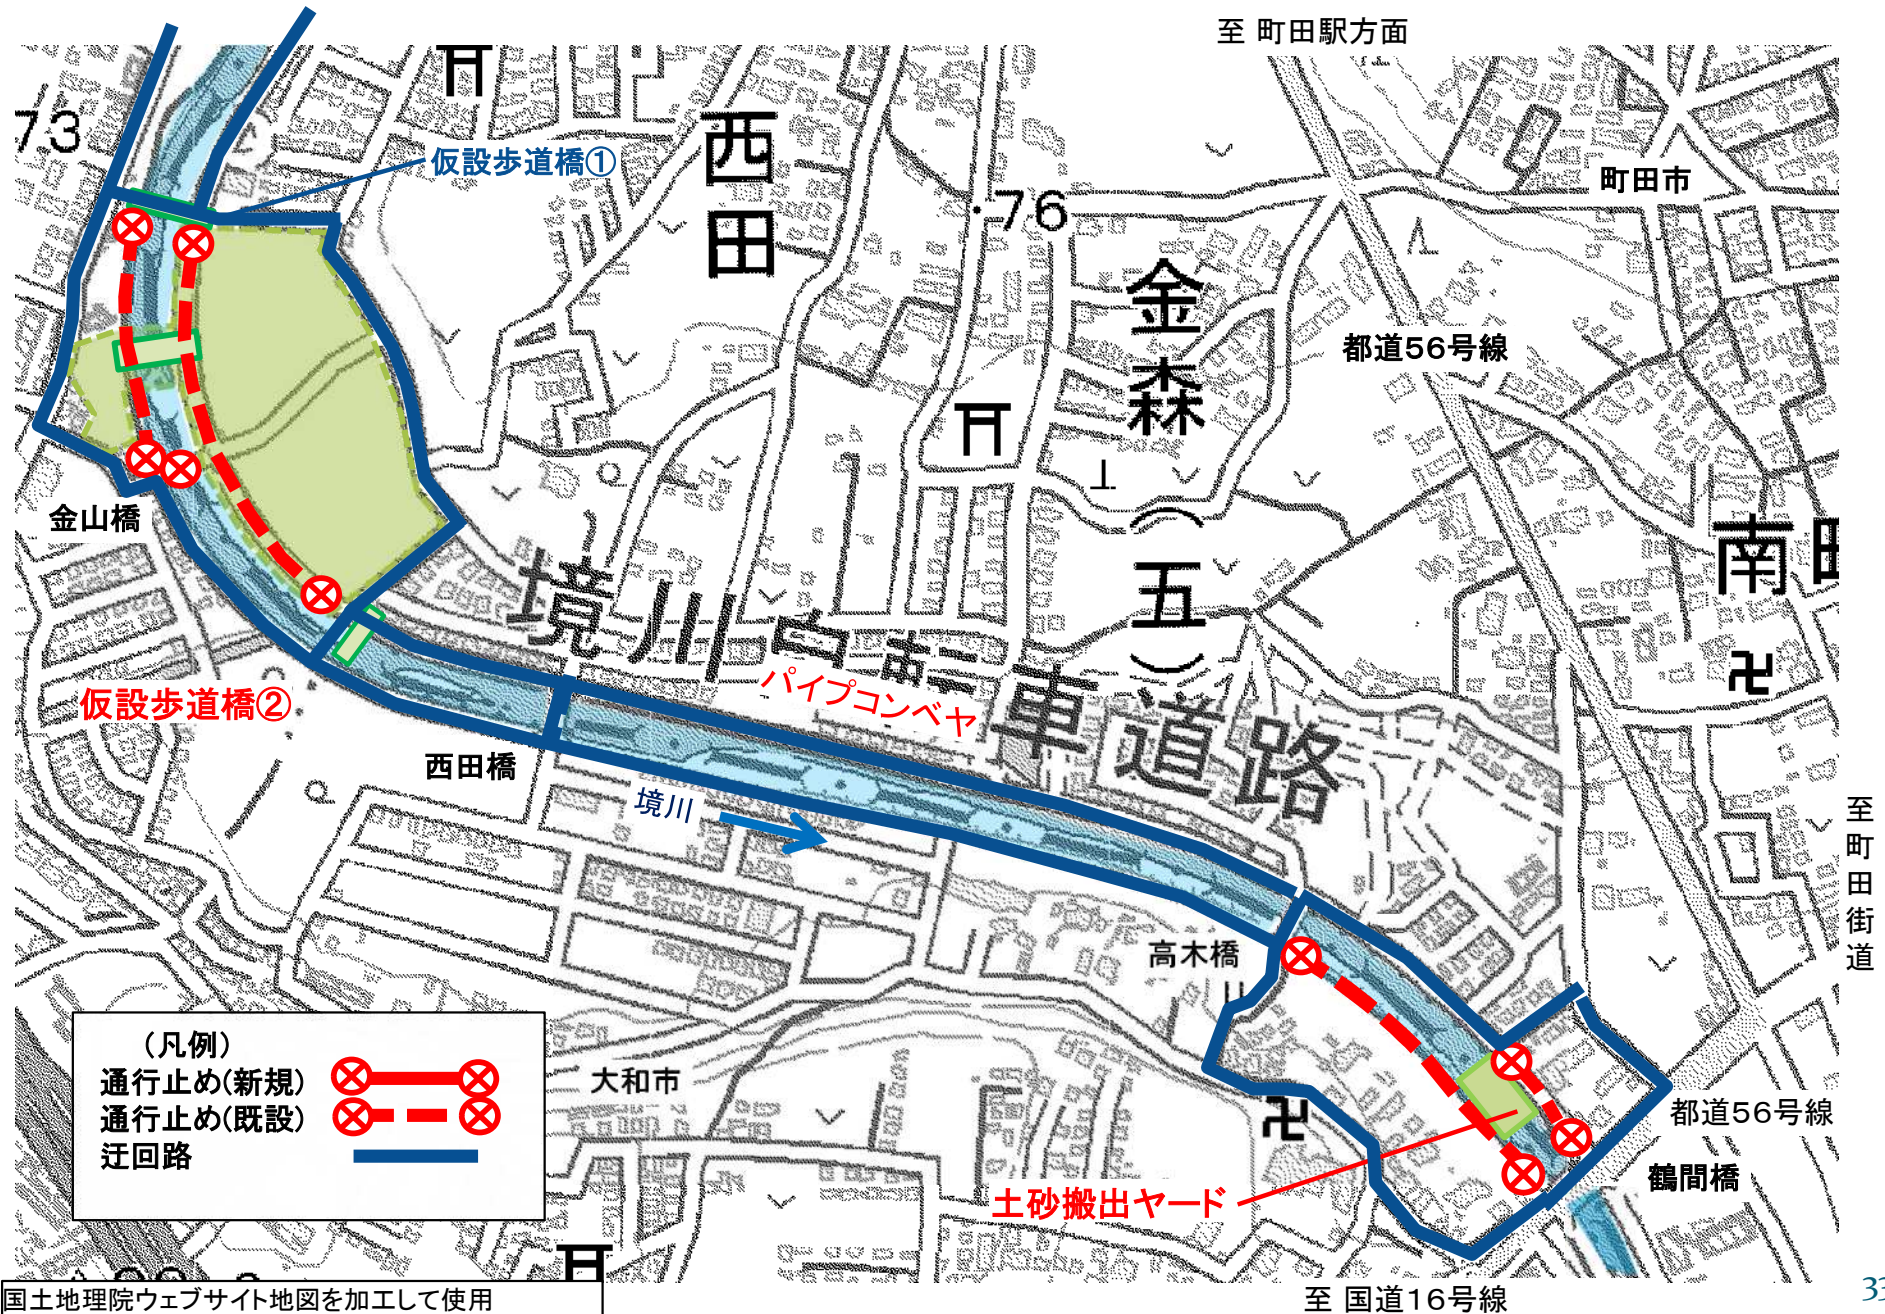 至 町田駅方面
73
西田
仮設歩道橋①
町田市
・76
金森(五)
都道56号線
金山橋
南田
境川自転車道路
パイプコンベヤ
仮設歩道橋②
西田橋
境川
至町田街道
高木橋
(凡例)
通行止め(新規)
通行止め(既設)
迂回路
大和市
都道56号線
鶴間橋
土砂搬出ヤード
国土地理院ウェブサイト地図を加工して使用
至 国道16号線
33